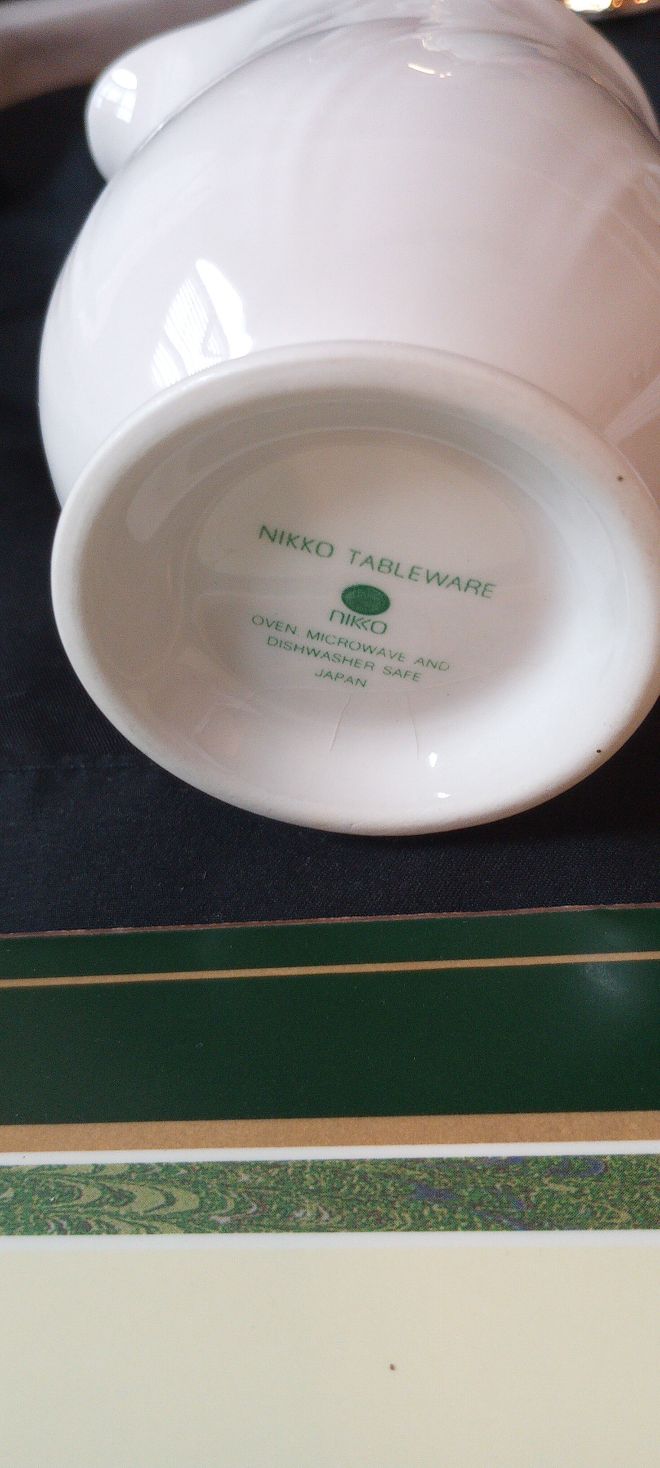 NIKKO TABLEWARE
nikko
OVEN MICROWAVE AND
DISHWASHER SAFE
JAPAN